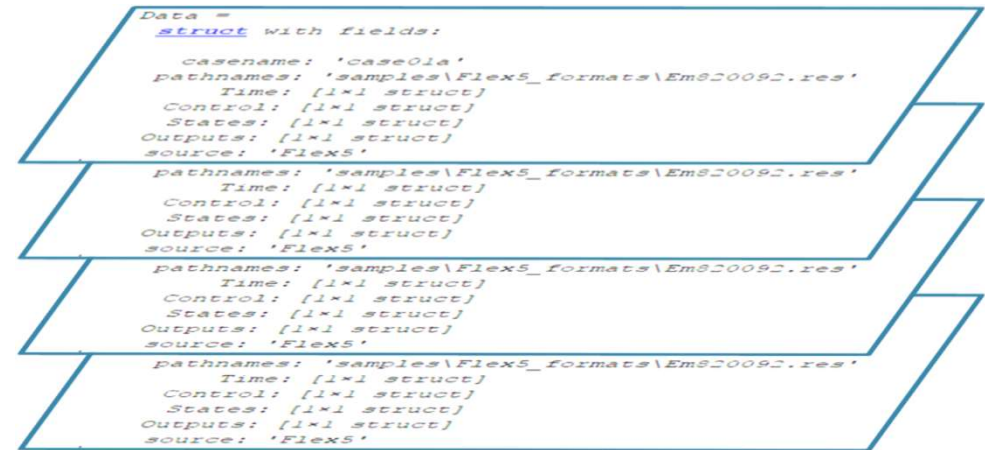 Data =
struct with fields:
casename: 'case01a'
pathnames: 'samples\Flex5_formats\Em820092.res'
Time: [1×1 struct]
Control: [1×1 struct]
States: [1×1 struct]
Outputs: [1×1 struct]
source: 'Flex5'
pathnames: 'samples\Flex5_formats\Em820092.res'
Time: [1×1 struct]
Control: [1×1 struct]
States: [1×1 struct]
Outputs: [1×1 struct]
source: 'Flex5'
pathnames: 'samples\Flex5_formats\Em820092.res'
Time: [1×1 struct]
Control: [1×1 struct]
States: [1×1 struct]
Outputs: [1×1 struct]
source: 'Flex5'
pathnames: 'samples\Flex5_formats\Em820092.res'
Time: [1×1 struct]
Control: [1×1 struct]
States: [1×1 struct]
Outputs: [1×1 struct]
source: 'Flex5'